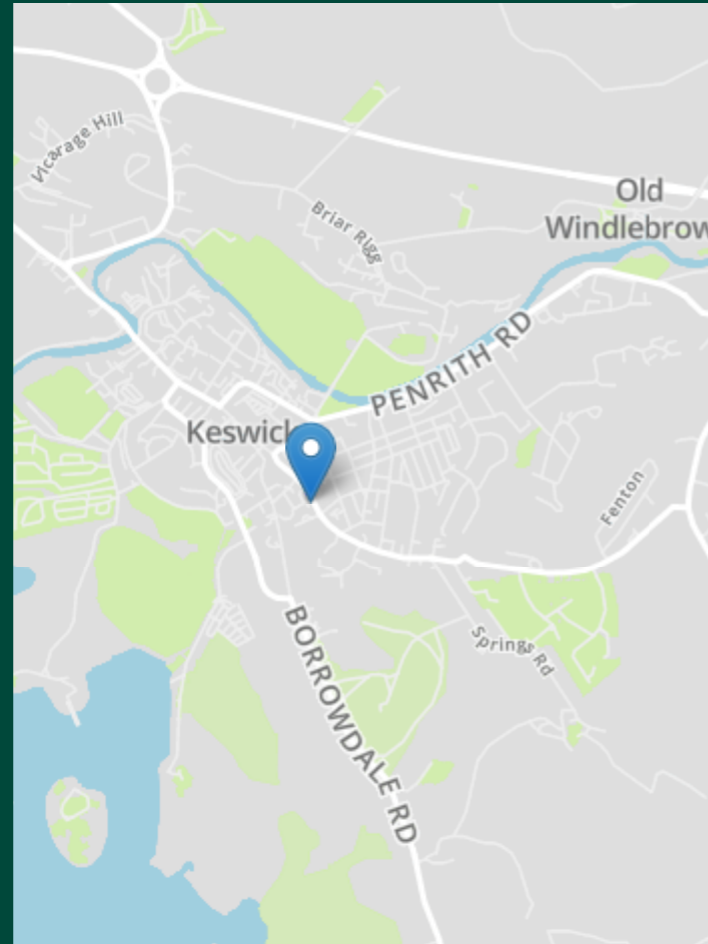 Vicarage Hill
Old
Windlebrow
Briar Rigg
PENRITH RD
Keswick
Fenton
Springs Rd
BORROWDALE RD